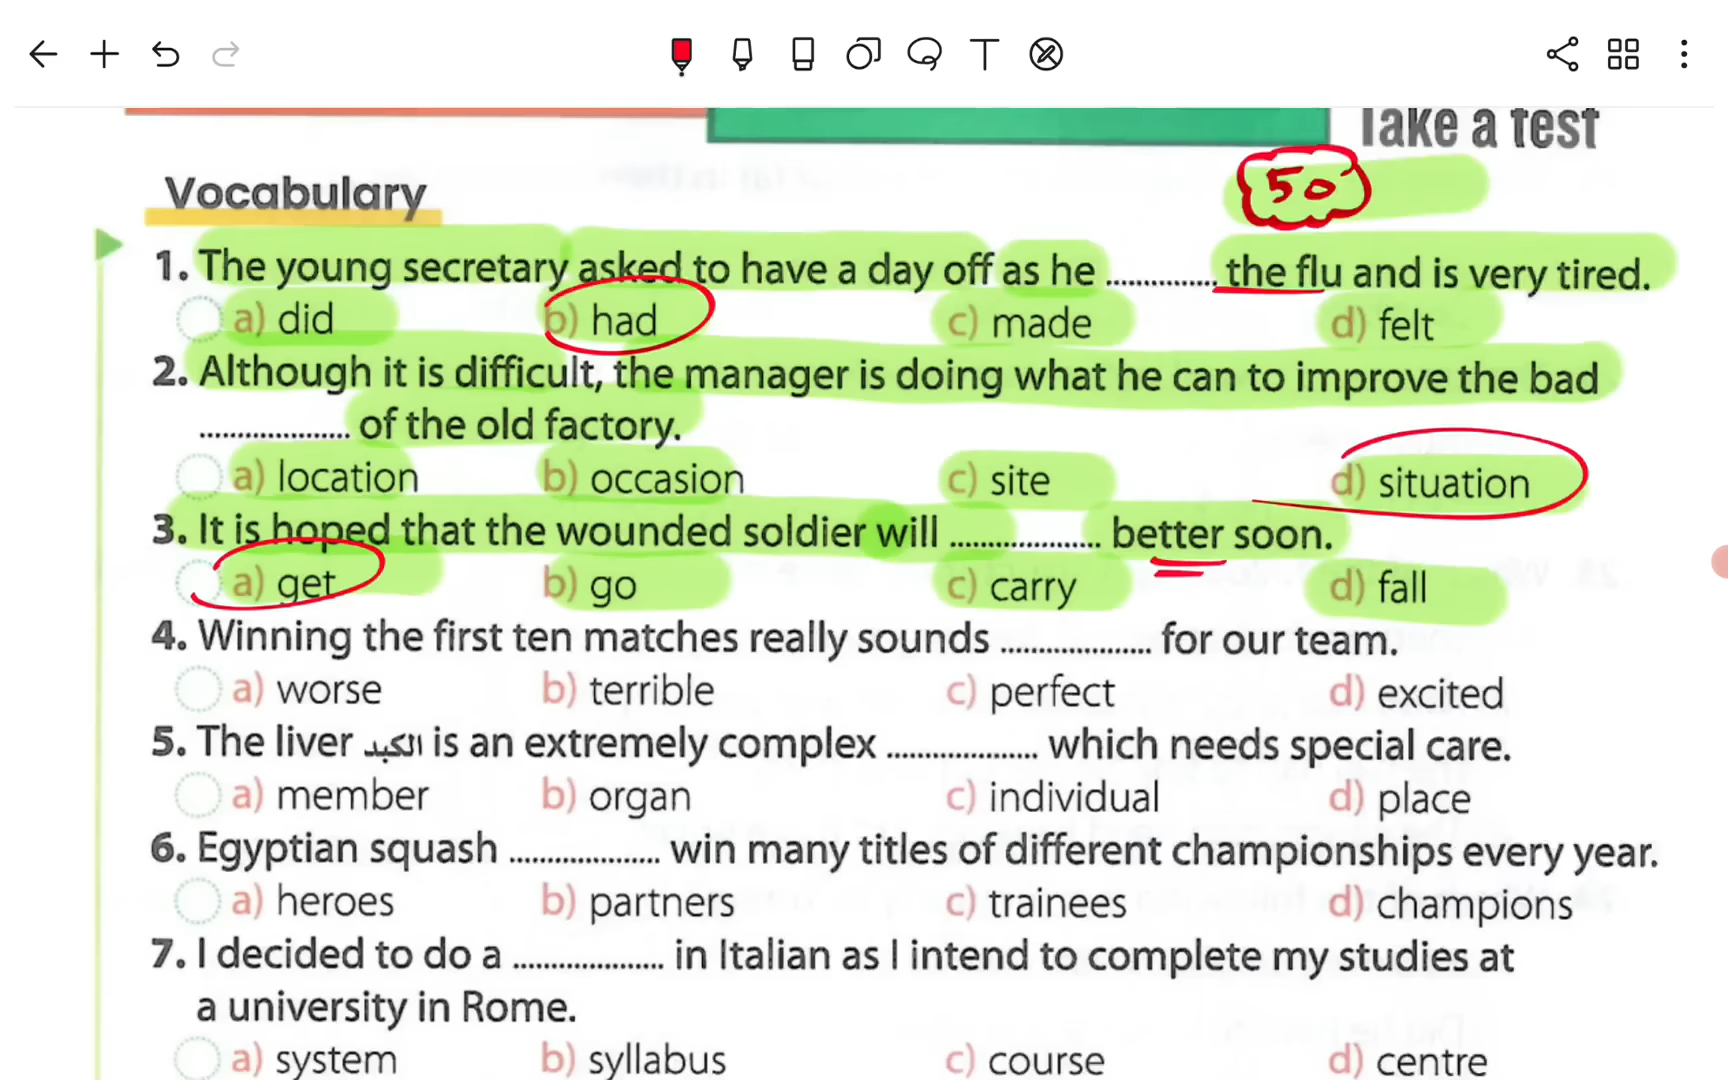 Take a test
50
Vocabulary
1. The young secretary asked to have a day off as he .............. the flu and is very tired.
a) did b) had c) made d) felt
2. Although it is difficult, the manager is doing what he can to improve the bad
................... of the old factory.
a) location b) occasion c) site d) situation
3. It is hoped that the wounded soldier will ................... better soon.
a) get b) go c) carry d) fall
4. Winning the first ten matches really sounds ................... for our team.
a) worse b) terrible c) perfect d) excited
5. The liver الكبد is an extremely complex ................... which needs special care.
a) member b) organ c) individual d) place
6. Egyptian squash ................... win many titles of different championships every year.
a) heroes b) partners c) trainees d) champions
7. I decided to do a ................... in Italian as I intend to complete my studies at
a university in Rome.
a) system b) syllabus c) course d) centre